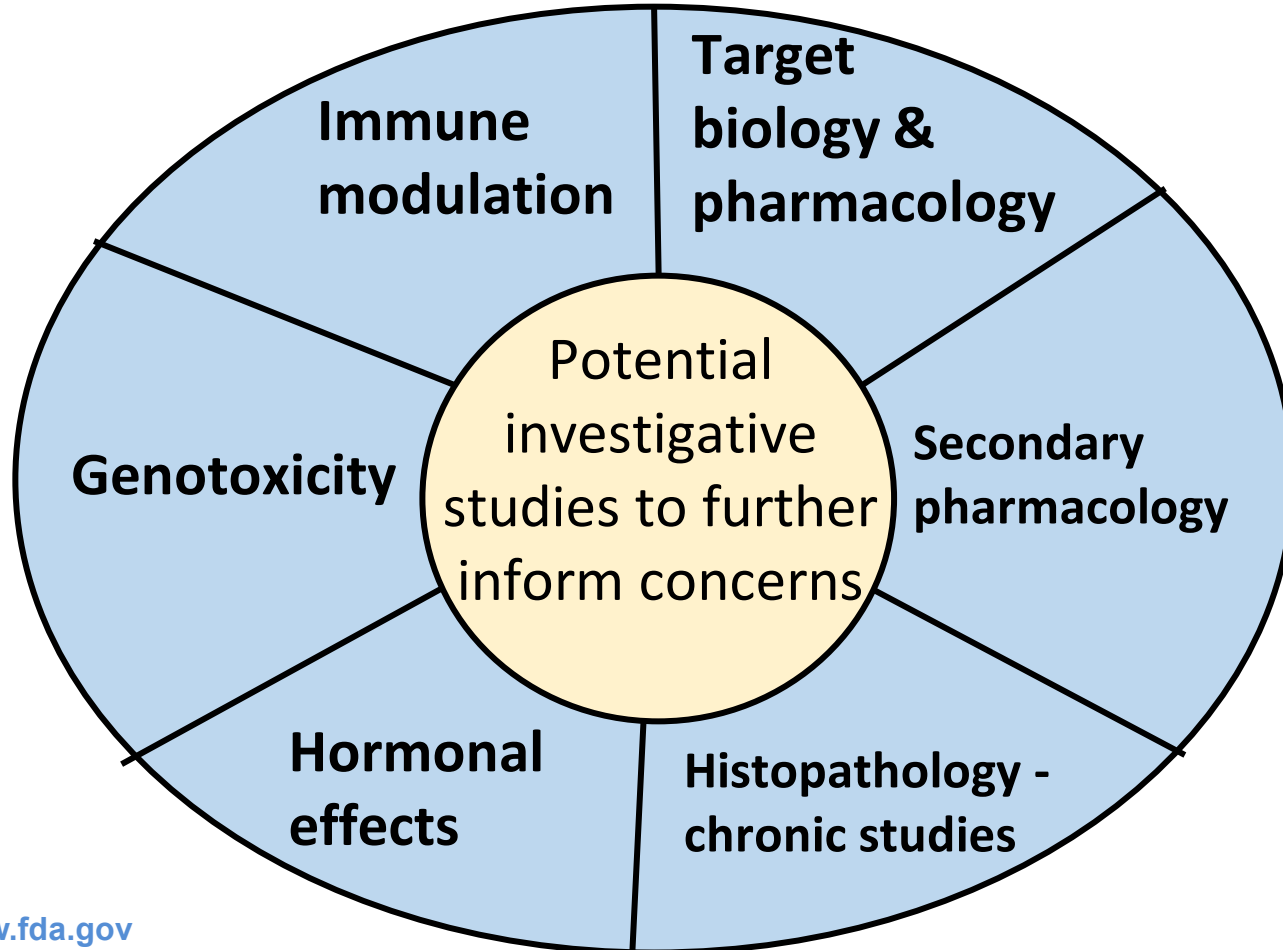 Target
biology &
pharmacology
Immune
modulation
Potential
investigative
studies to further
inform concerns
Secondary
pharmacology
Genotoxicity
Hormonal
effects
Histopathology -
chronic studies
.fda.gov